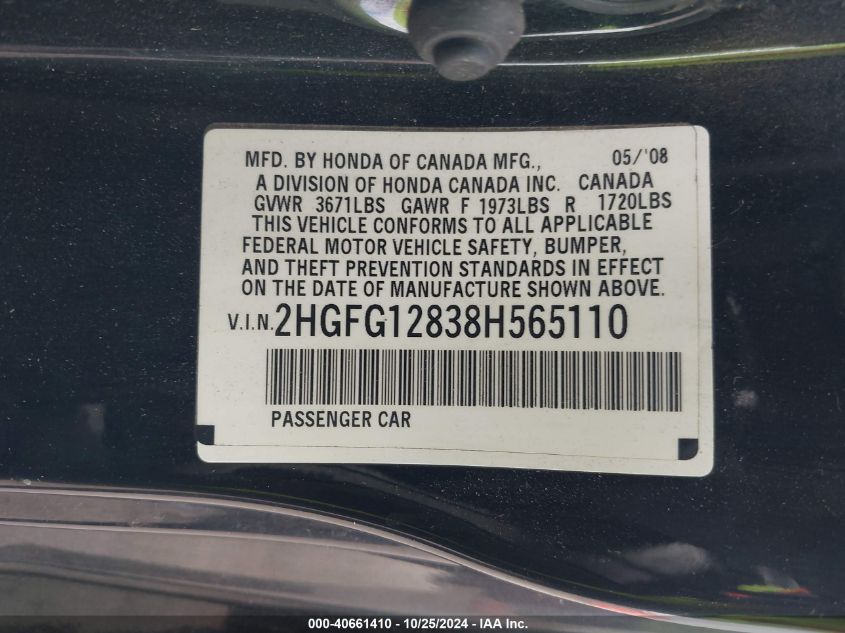 MFD. BY HONDA OF CANADA MFG., 05/'08
A DIVISION OF HONDA CANADA INC. CANADA
GVWR 3671LBS GAWR F 1973LBS R 1720LBS
THIS VEHICLE CONFORMS TO ALL APPLICABLE
FEDERAL MOTOR VEHICLE SAFETY, BUMPER,
AND THEFT PREVENTION STANDARDS IN EFFECT
ON THE DATE OF MANUFACTURE SHOWN ABOVE.
V.I.N. 2HGFG12838H565110
PASSENGER CAR
000-40661410 - 10/25/2024 - IAA Inc.